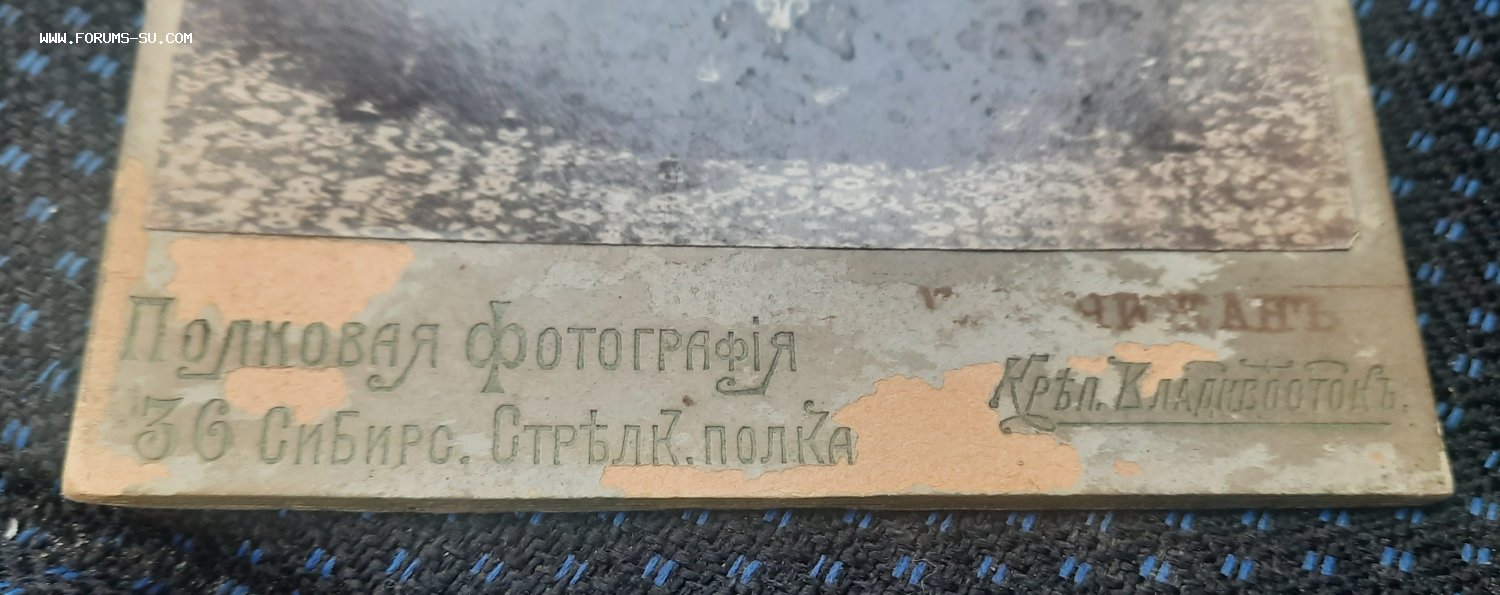 WWW.FORUMS-SU.COM
Полковая Фотографія
36 Сибирс. Стрѣлк. полка
Крѣп. Владивостокъ.